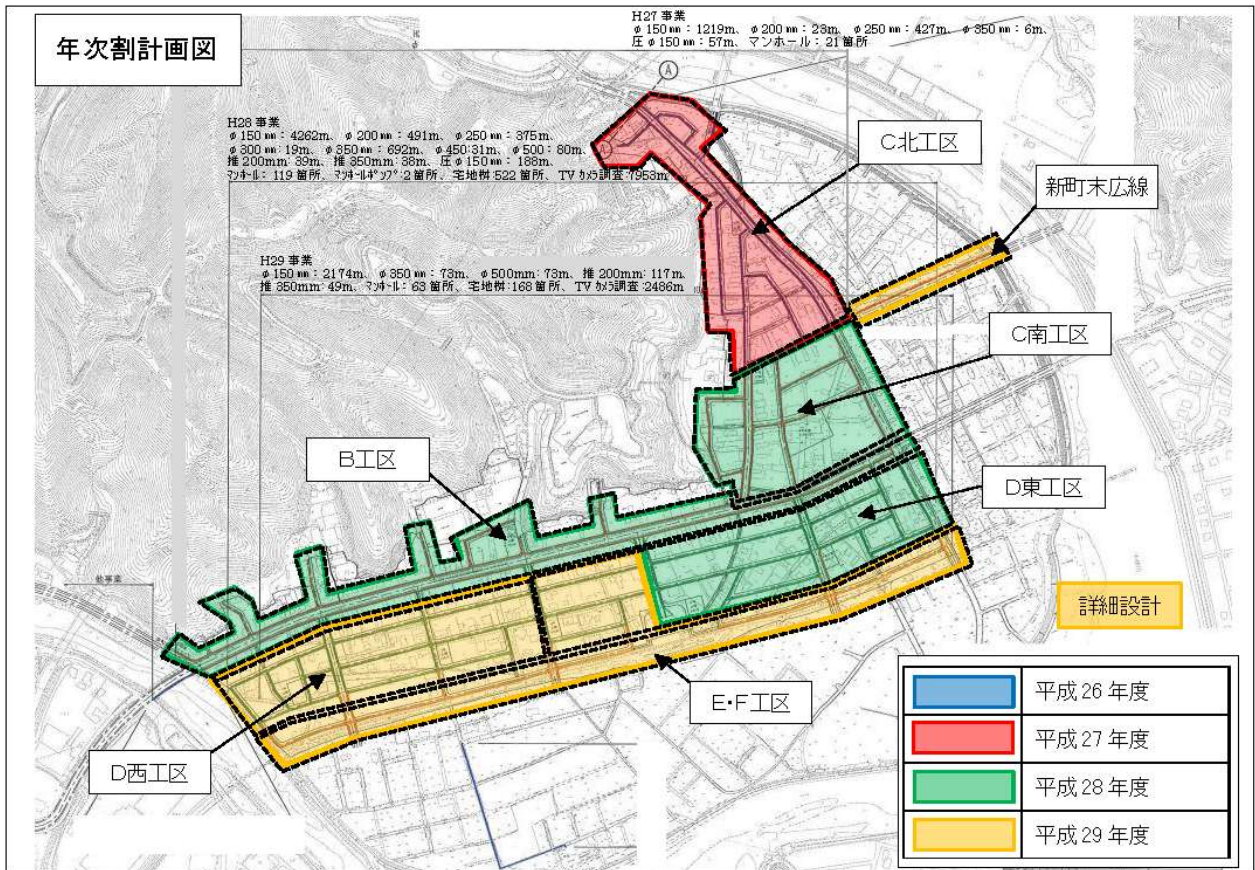 年次割計画図
H27 事業
φ150㎜：1219m、φ200㎜：23m、φ250㎜：427m、φ350㎜：6m、
圧φ150㎜：57m、マンホール：21箇所
A
H28 事業
φ150㎜：4262m、φ200㎜：491m、φ250㎜：375m、
φ300㎜：19m、φ350㎜：692m、φ450:31m、φ500：80m、
推200mm：39m、推350mm：38m、圧φ150㎜：188m、
ﾏﾝﾎｰﾙ：119箇所、ﾏﾝﾎｰﾙﾎﾟﾝﾌﾟ：2箇所、宅地桝:522箇所、TVｶﾒﾗ調査:7953m
C北工区
新町末広線
H29 事業
φ150㎜：2174m、φ350㎜：73m、φ500mm：73m、推200mm：117m、
推350mm：49m、ﾏﾝﾎｰﾙ：63箇所、宅地桝:168箇所、TVｶﾒﾗ調査:2486m
C南工区
B工区
D東工区
他事業
詳細設計
E・F工区
D西工区
平成26年度
平成27年度
平成28年度
平成29年度